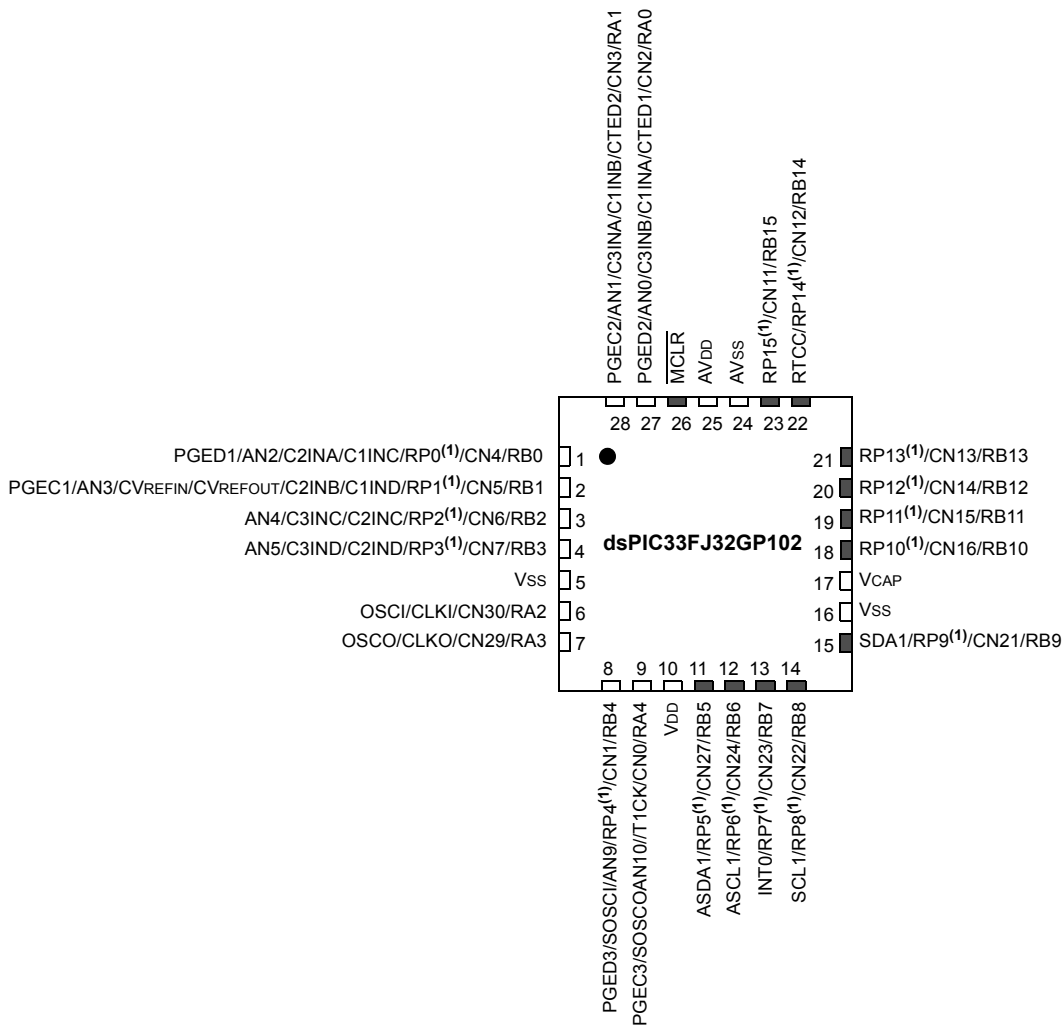 PGEC2/AN1/C3INA/C1INB/CTED2/CN3/RA1
PGED2/AN0/C3INB/C1INA/CTED1/CN2/RA0
MCLR
AVDD
AVSS
RP15(1)/CN11/RB15
RTCC/RP14(1)/CN12/RB14
28 27 26 25 24 23 22
PGED1/AN2/C2INA/C1INC/RP0(1)/CN4/RB0 1
PGEC1/AN3/CVREFIN/CVREFOUT/C2INB/C1IND/RP1(1)/CN5/RB1 2
AN4/C3INC/C2INC/RP2(1)/CN6/RB2 3
AN5/C3IND/C2IND/RP3(1)/CN7/RB3 4
VSS 5
OSCI/CLKI/CN30/RA2 6
OSCO/CLKO/CN29/RA3 7
dsPIC33FJ32GP102
21 RP13(1)/CN13/RB13
20 RP12(1)/CN14/RB12
19 RP11(1)/CN15/RB11
18 RP10(1)/CN16/RB10
17 VCAP
16 VSS
15 SDA1/RP9(1)/CN21/RB9
8 9 10 11 12 13 14
PGED3/SOSCI/AN9/RP4(1)/CN1/RB4
PGEC3/SOSCOAN10//T1CK/CN0/RA4
VDD
ASDA1/RP5(1)/CN27/RB5
ASCL1/RP6(1)/CN24/RB6
INT0/RP7(1)/CN23/RB7
SCL1/RP8(1)/CN22/RB8